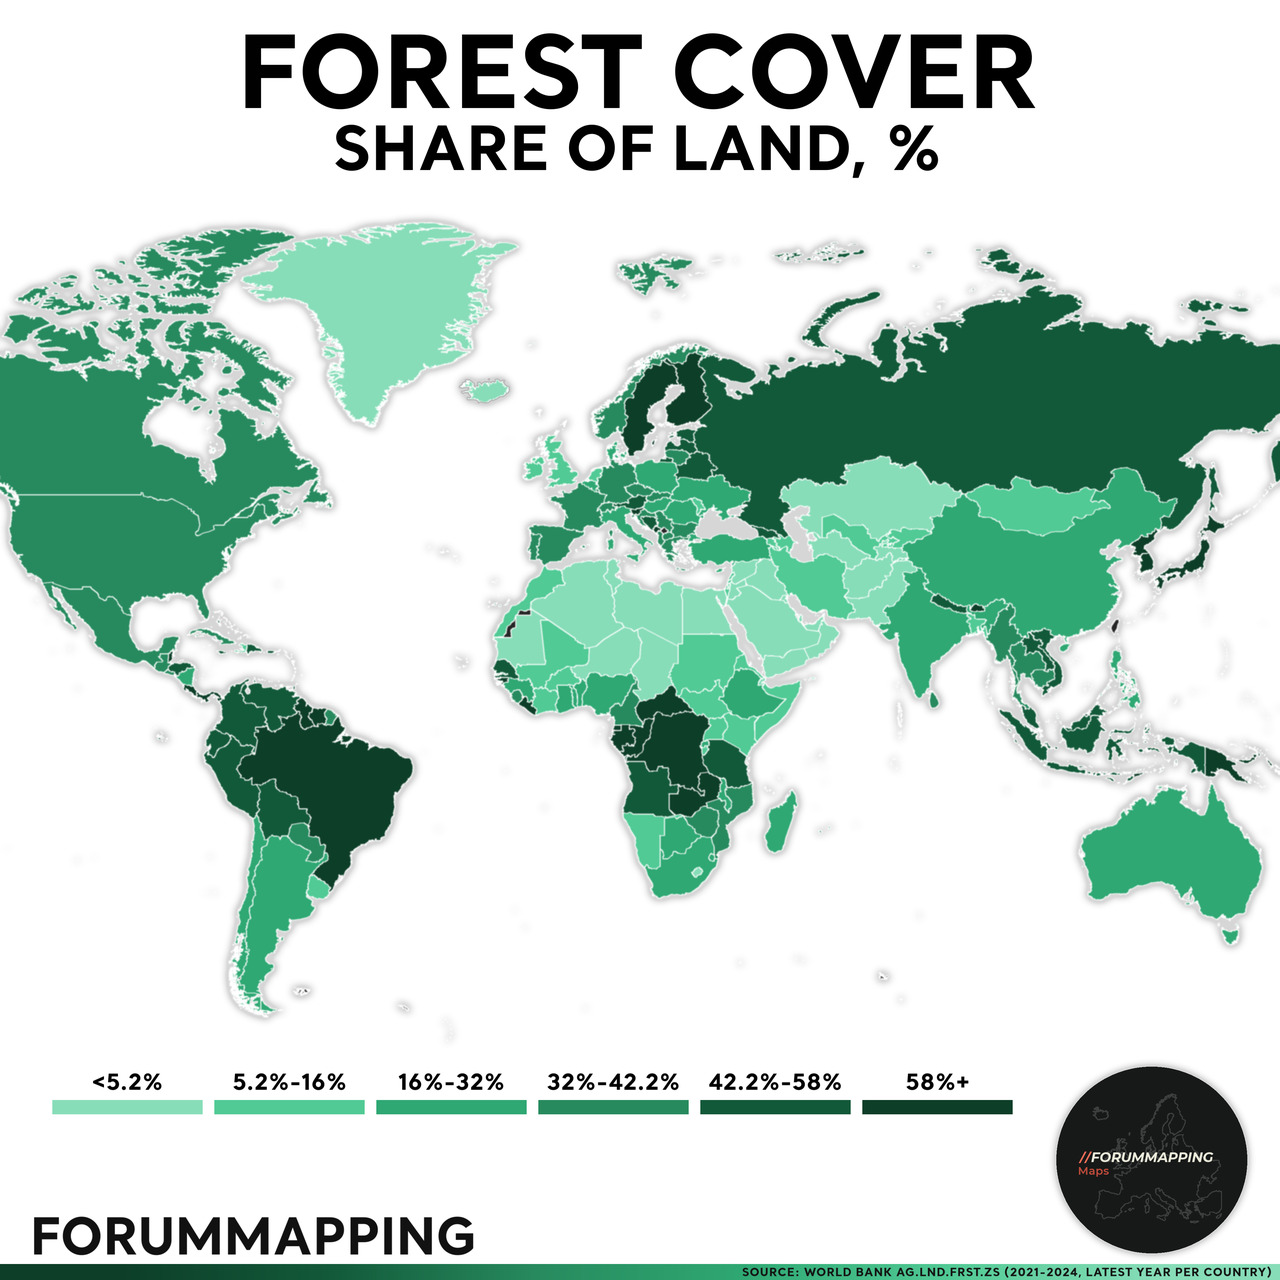 FOREST COVER
SHARE OF LAND, %
<5.2% 5.2%-16% 16%-32% 32%-42.2% 42.2%-58% 58%+
//FORUMMAPPING
Maps
FORUMMAPPING
SOURCE: WORLD BANK AG.LND.FRST.ZS (2021-2024, LATEST YEAR PER COUNTRY)